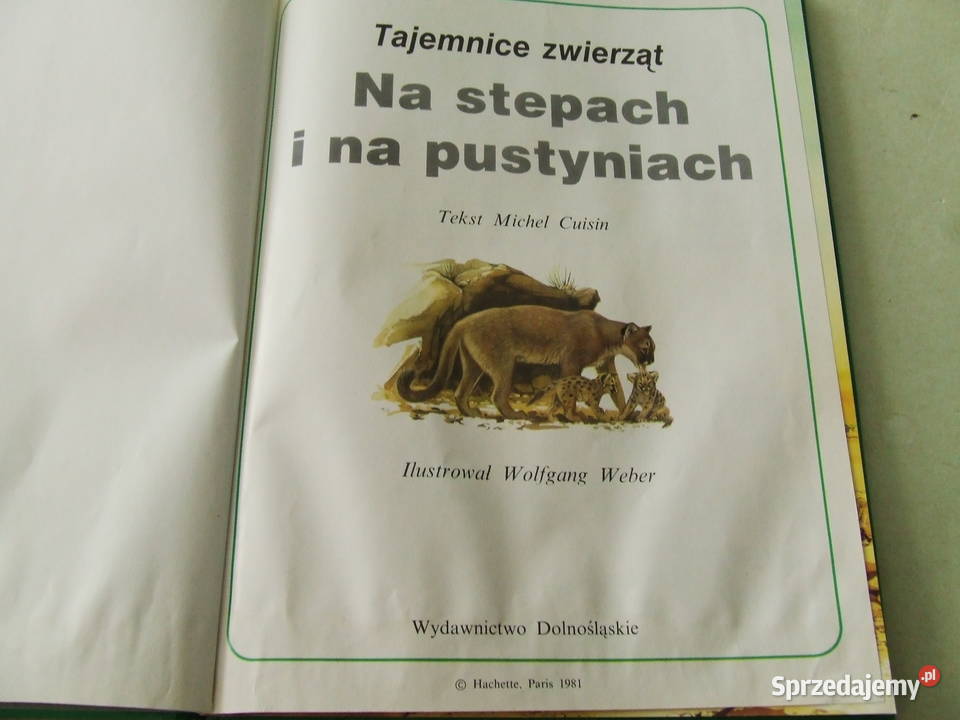 Tajemnice zwierząt
Na stepach
i na pustyniach
Tekst Michel Cuisin
Ilustrował Wolfgang Weber
Wydawnictwo Dolnośląskie
© Hachette, Paris 1981
Sprzedajemy.pl